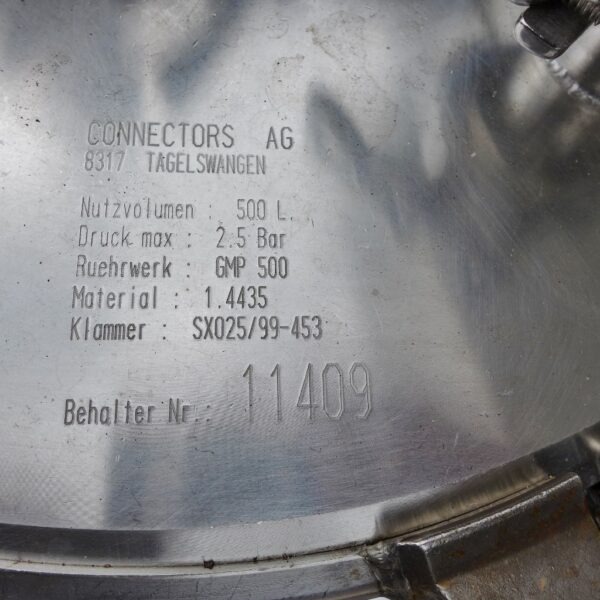 CONNECTORS AG
8317 TAGELSWANGEN
Nutzvolumen : 500 L.
Druck max : 2.5 Bar
Ruehrwerk : GMP 500
Material : 1.4435
Klammer : SX025/99-453
Behalter Nr.: 11409